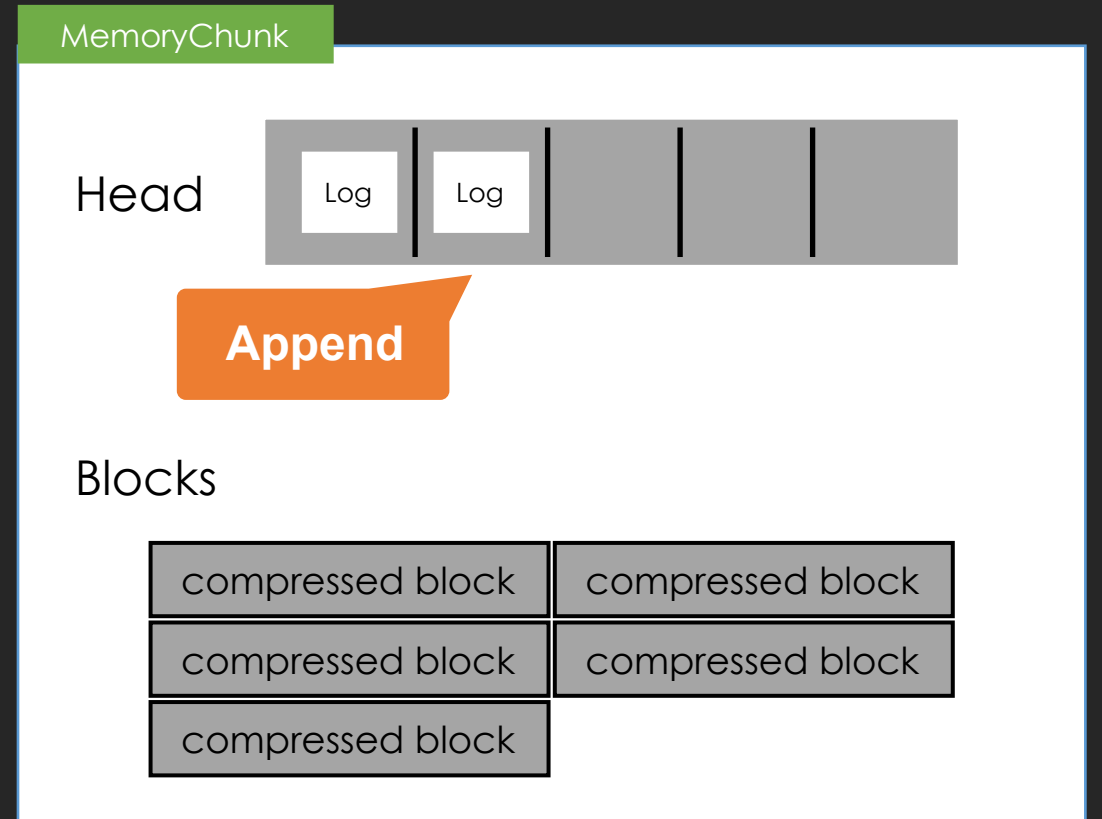 MemoryChunk
Head
Log
Log
Append
Blocks
compressed block
compressed block
compressed block
compressed block
compressed block